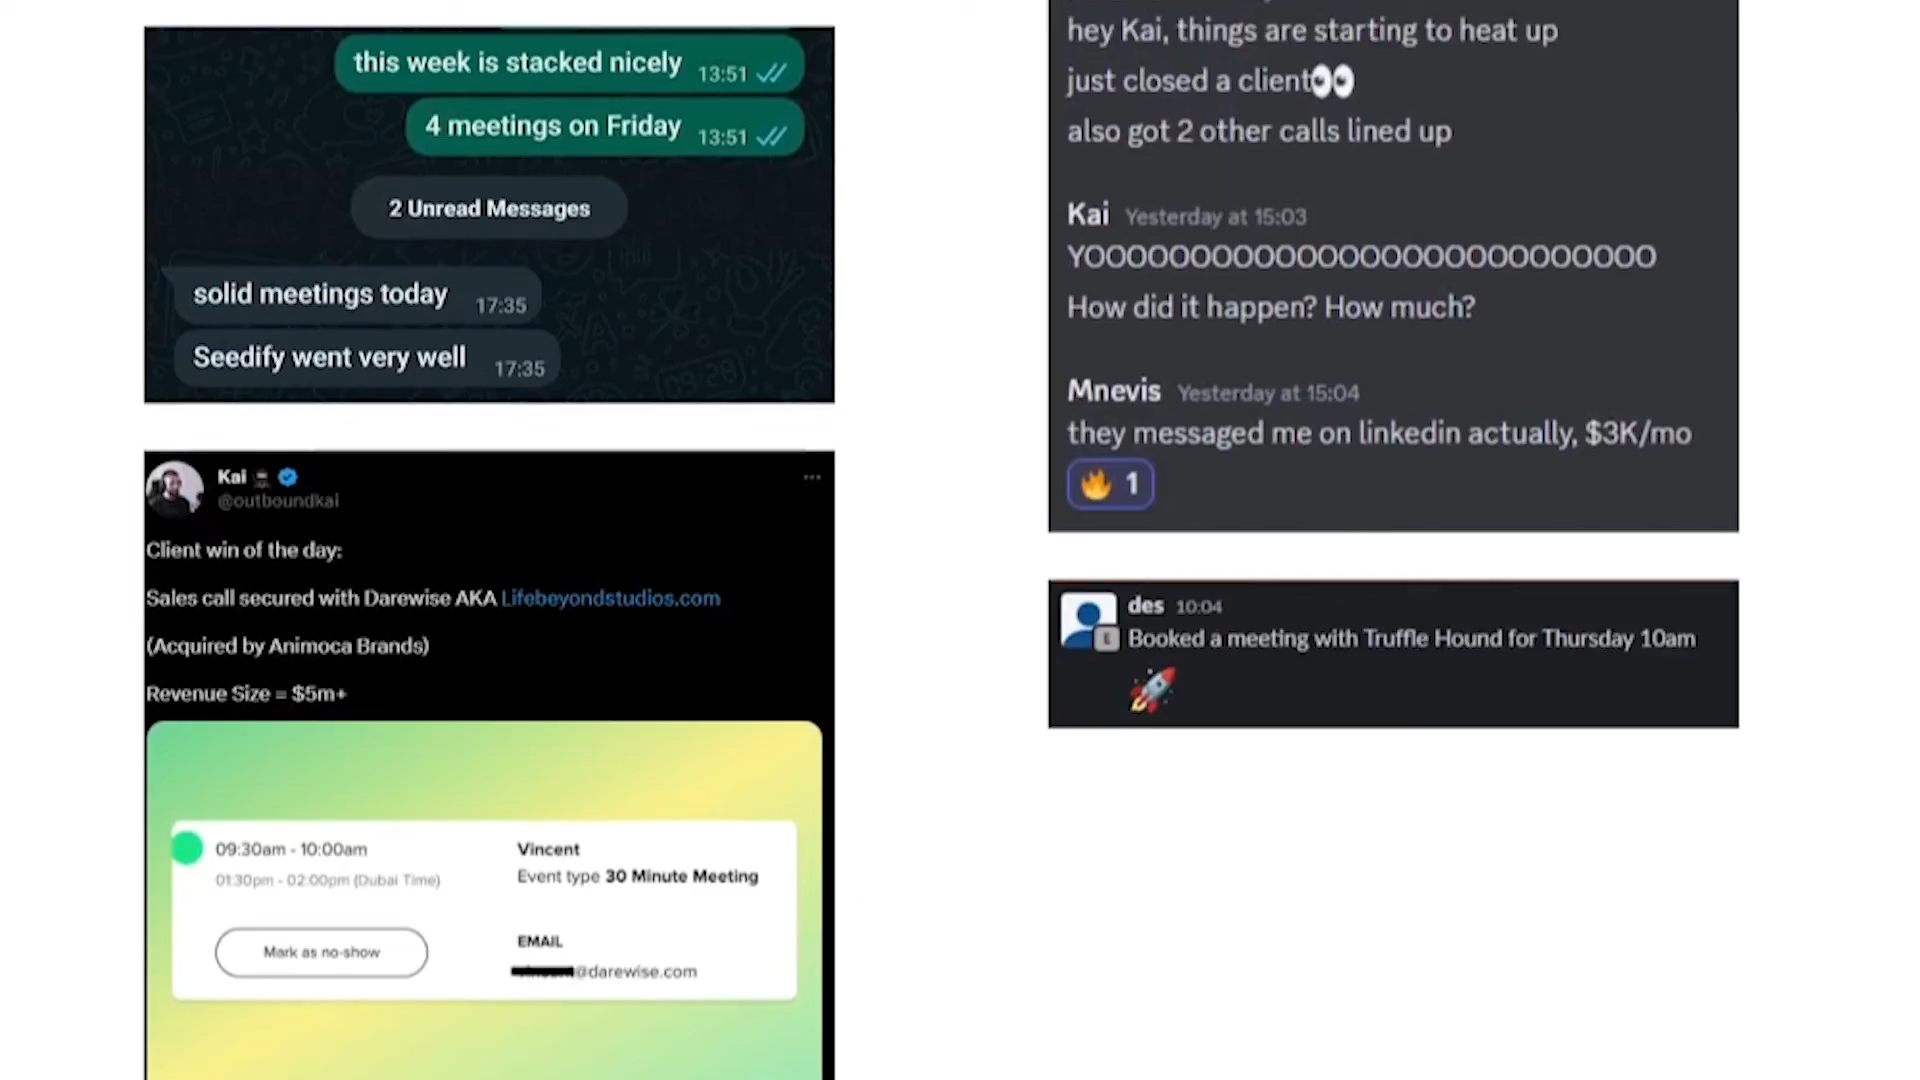 this week is stacked nicely 13:51
4 meetings on Friday 13:51
2 Unread Messages
solid meetings today 17:35
Seedify went very well 17:35
Kai
@outboundkai
Client win of the day:
Sales call secured with Darewise AKA Lifebeyondstudios.com
(Acquired by Animoca Brands)
Revenue Size = $5m+
09:30am - 10:00am
01:30pm - 02:00pm (Dubai Time)
Mark as no-show
Vincent
Event type 30 Minute Meeting
EMAIL
@darewise.com
hey Kai, things are starting to heat up
just closed a client👀
also got 2 other calls lined up
Kai Yesterday at 15:03
YOOOOOOOOOOOOOOOOOOOOOOOOOOO
How did it happen? How much?
Mnevis Yesterday at 15:04
they messaged me on linkedin actually, $3K/mo
🔥 1
des 10:04
Booked a meeting with Truffle Hound for Thursday 10am
🚀